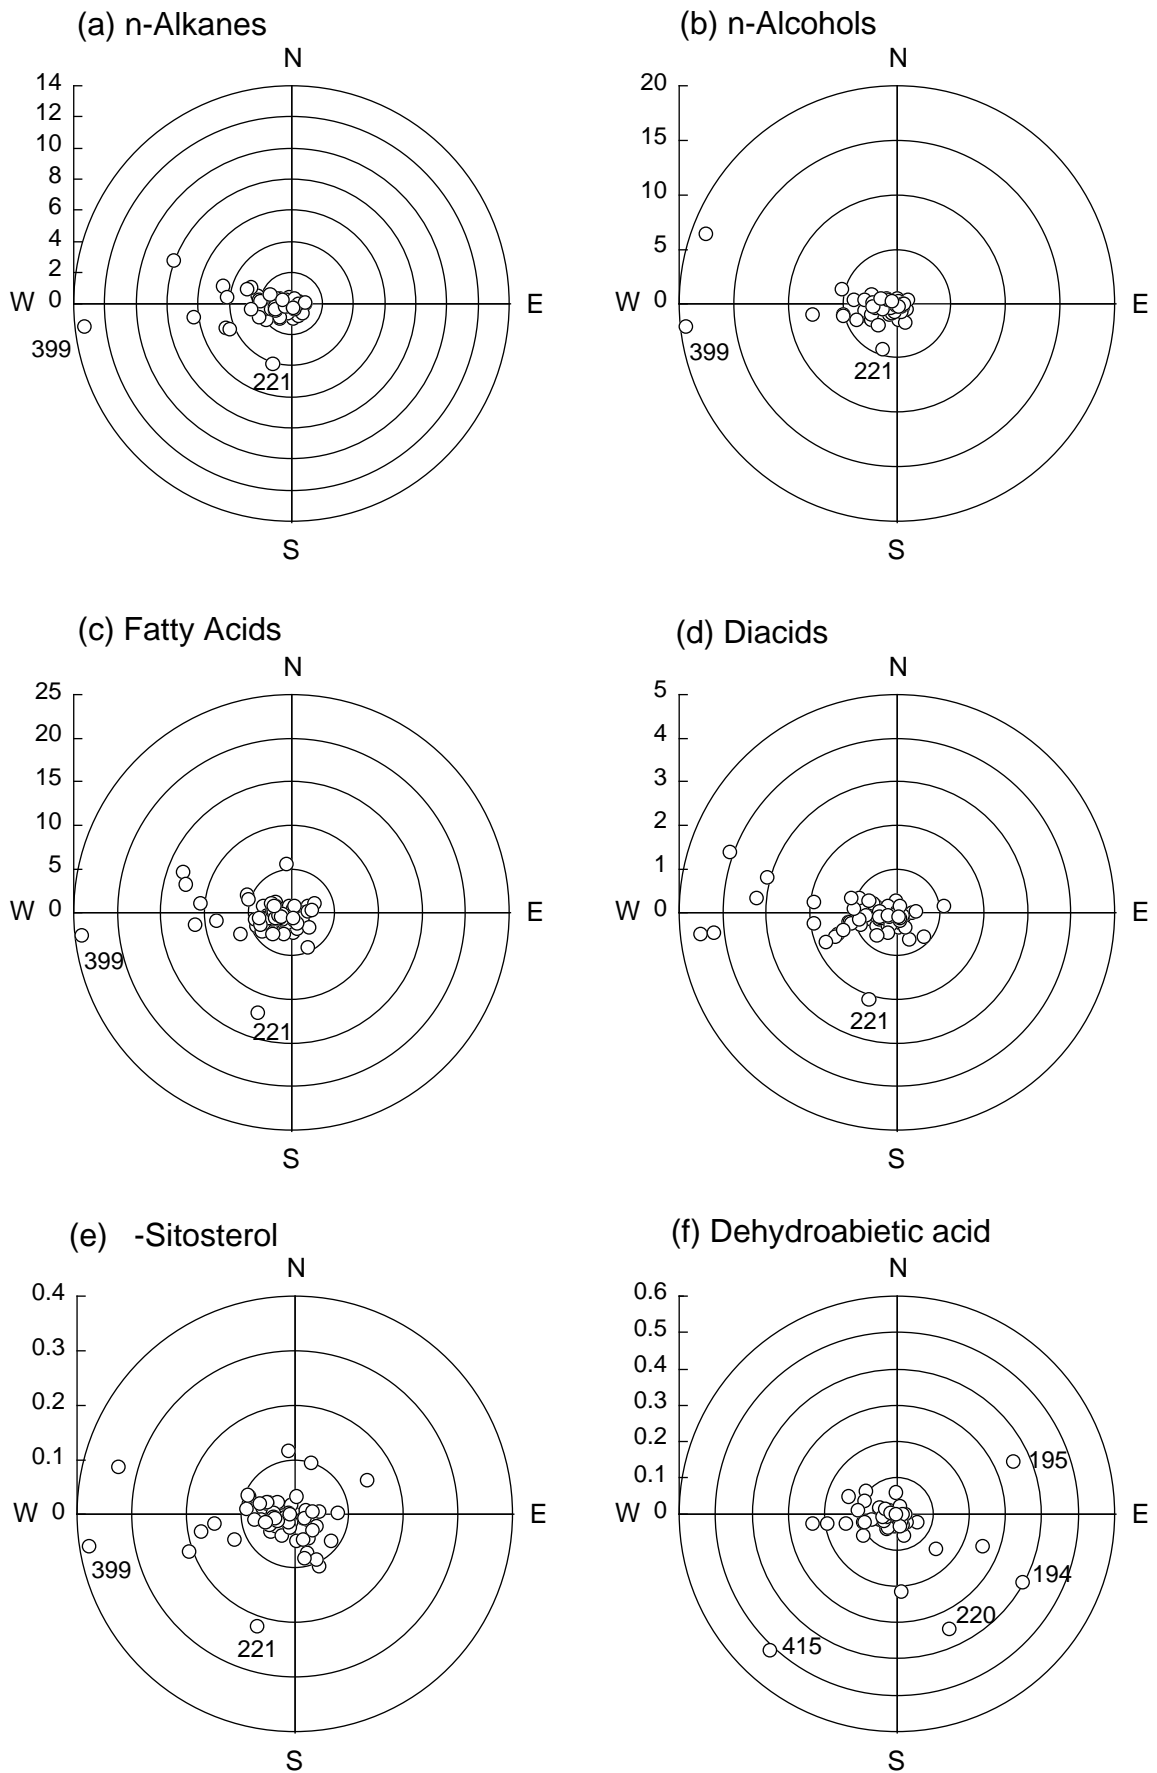 (a) n-Alkanes
(b) n-Alcohols
N
N
14
12
10
8
6
4
2
0
W
E
S
399
221
20
15
10
5
0
W
E
399
221
(c) Fatty Acids
(d) Diacids
N
N
25
20
15
10
5
0
W
E
S
399
221
5
4
3
2
1
0
W
E
221
S
(e) -Sitosterol
(f) Dehydroabietic acid
N
N
0.4
0.3
0.2
0.1
0
W
E
S
399
221
0.6
0.5
0.4
0.3
0.2
0.1
0
W
E
S
195
194
220
415